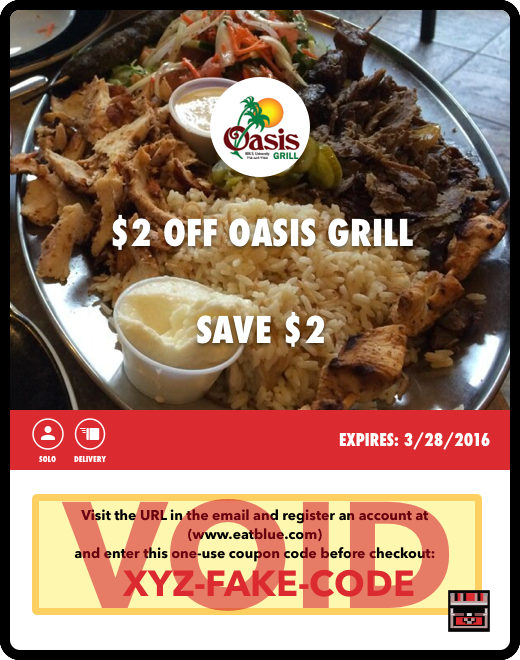 Oasis
GRILL
$2 OFF OASIS GRILL
SAVE $2
SOLO
DELIVERY
EXPIRES: 3/28/2016
VOID
Visit the URL in the email and register an account at
(www.eatblue.com)
and enter this one-use coupon code before checkout:
XYZ-FAKE-CODE